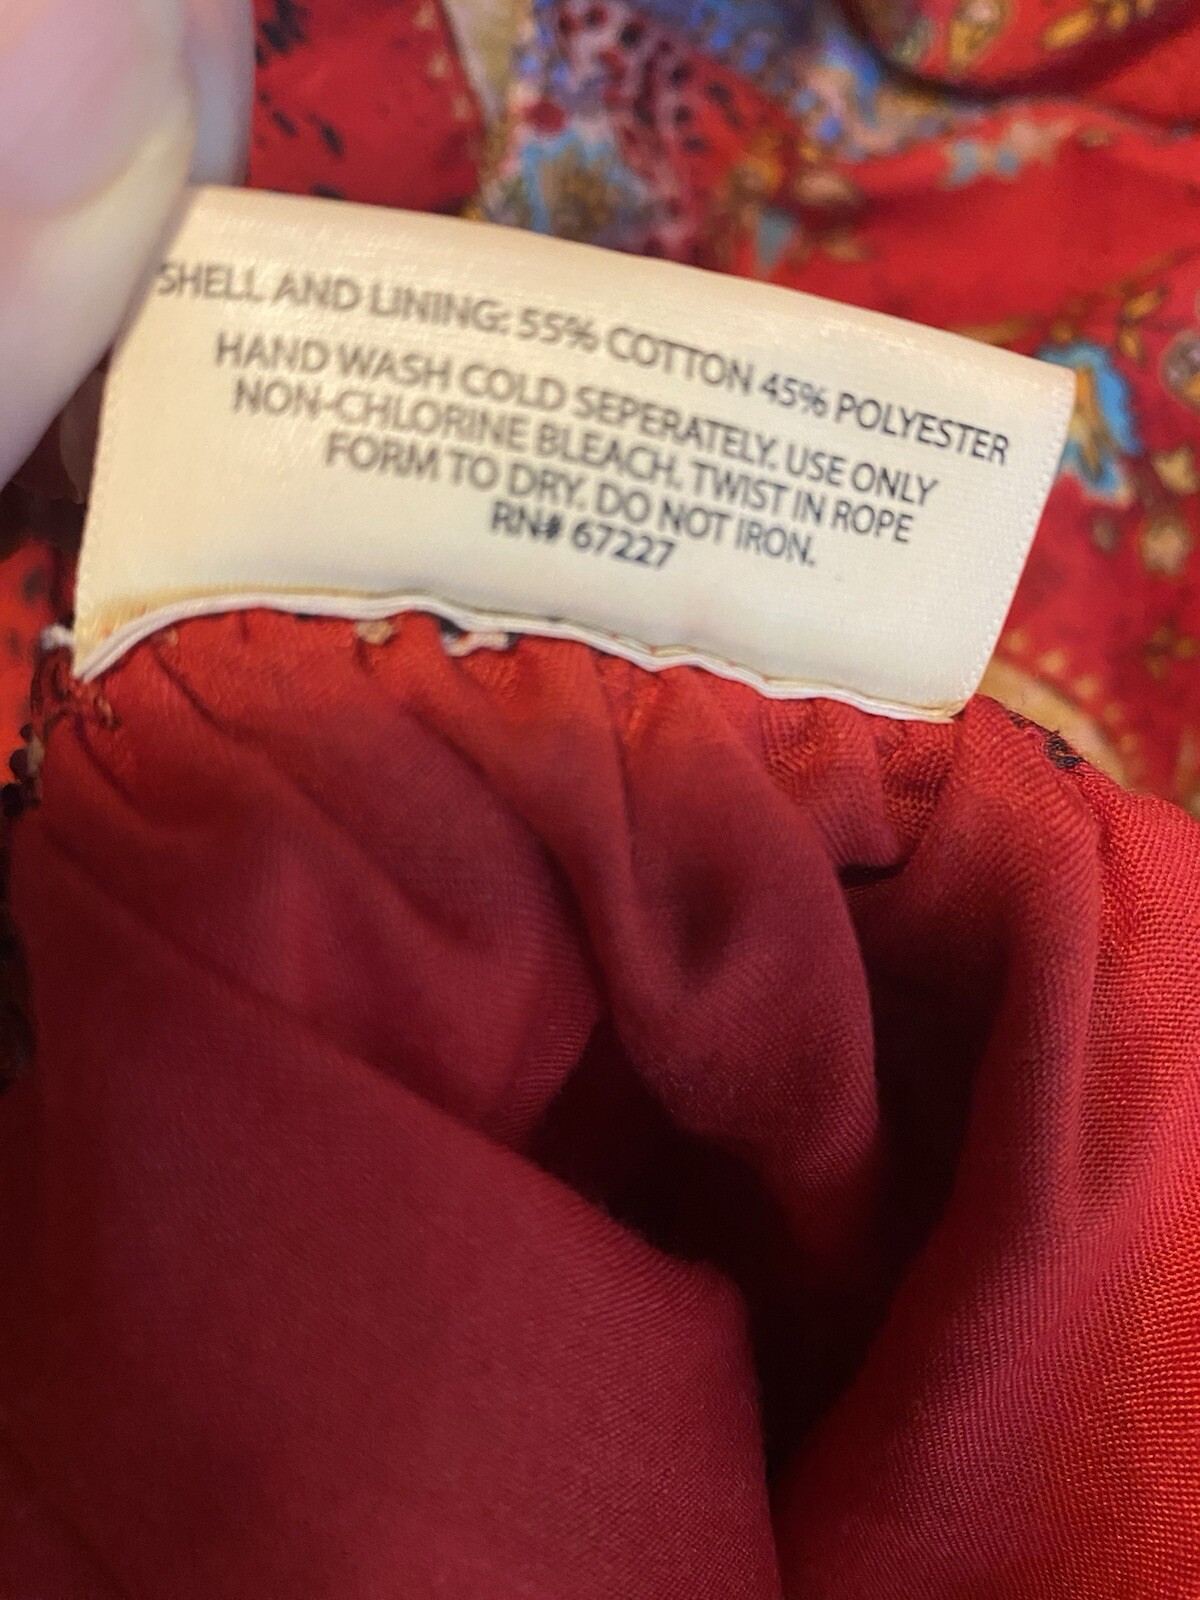 SHELL AND LINING: 55% COTTON 45% POLYESTER
HAND WASH COLD SEPERATELY. USE ONLY
NON-CHLORINE BLEACH. TWIST IN ROPE
FORM TO DRY. DO NOT IRON.
RN# 67227